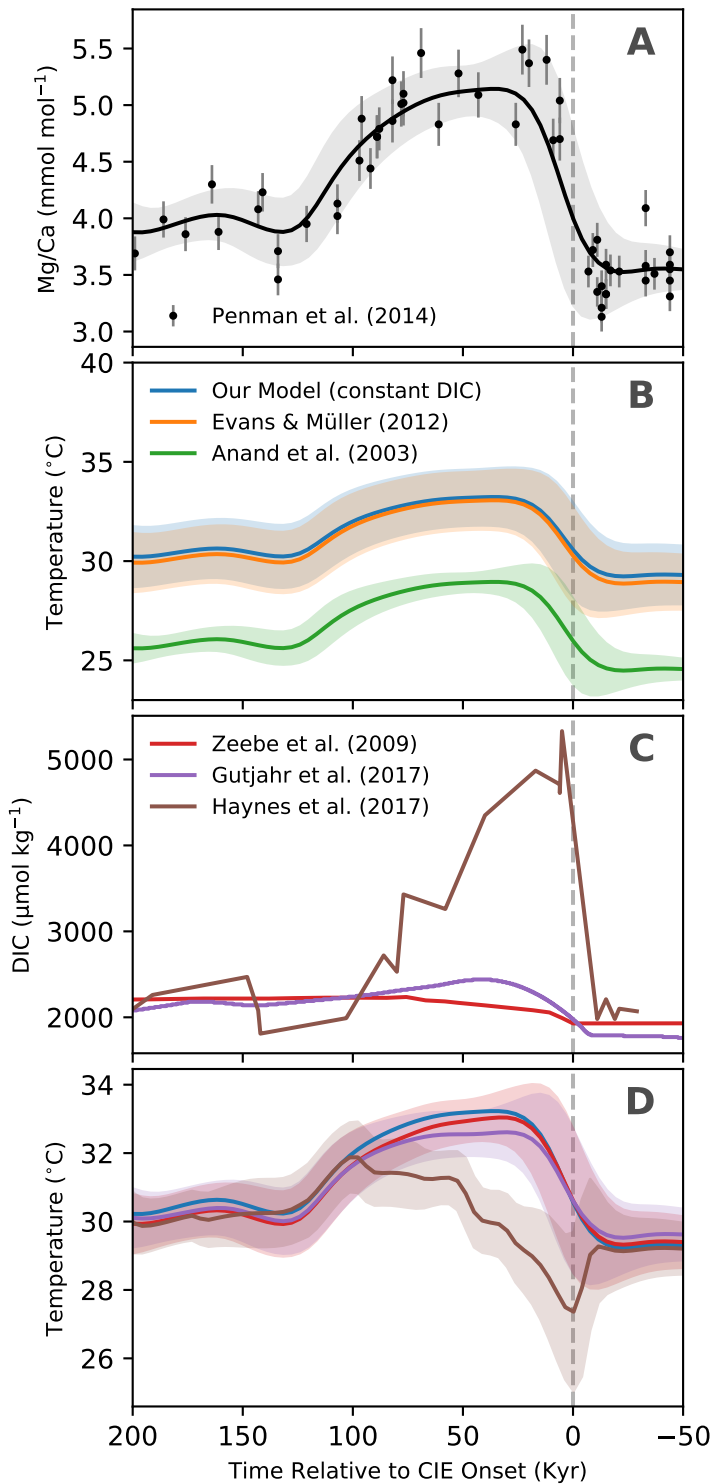 A
5.5
5.0
4.5
4.0
3.5
3.0
Mg/Ca (mmol mol⁻¹)
Penman et al. (2014)
B
40
35
30
25
Temperature (°C)
Our Model (constant DIC)
Evans & Müller (2012)
Anand et al. (2003)
C
5000
4000
3000
2000
DIC (µmol kg⁻¹)
Zeebe et al. (2009)
Gutjahr et al. (2017)
Haynes et al. (2017)
D
34
32
30
28
26
Temperature (°C)
200 150 100 50 0 −50
Time Relative to CIE Onset (Kyr)